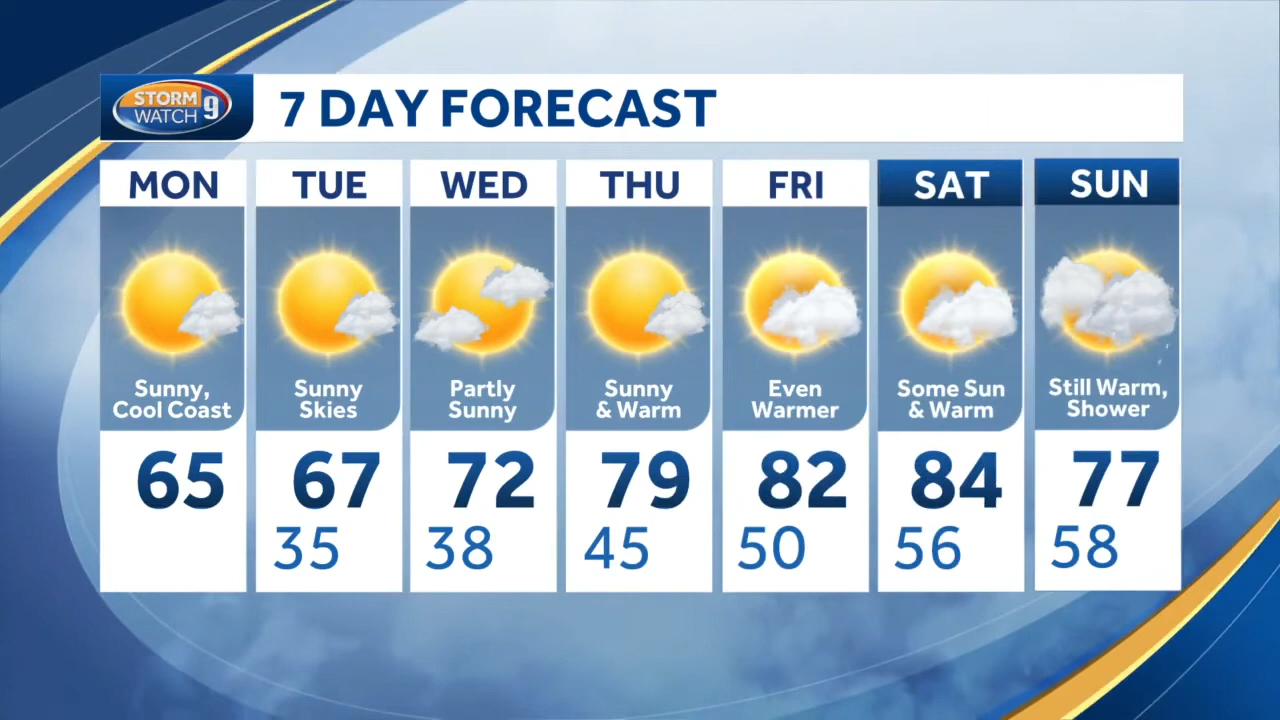 STORM
WATCH 9
7 DAY FORECAST
MON
TUE
WED
THU
FRI
SAT
SUN
Sunny,
Cool Coast
Sunny
Skies
Partly
Sunny
Sunny
& Warm
Even
Warmer
Some Sun
& Warm
Still Warm,
Shower
65
67
72
79
82
84
77
35
38
45
50
56
58